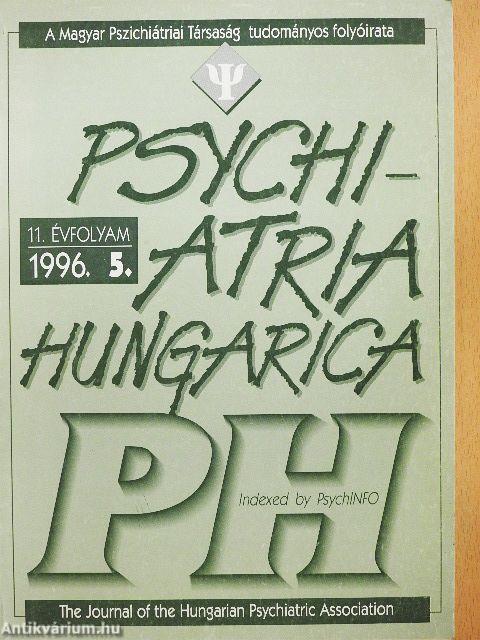 A Magyar Pszichiátriai Társaság tudományos folyóirata
Ψ
PSYCHI-
ATRIA
HUNGARICA
11. ÉVFOLYAM
1996. 5.
PH
Indexed by PsychINFO
The Journal of the Hungarian Psychiatric Association
Antikvárium.hu